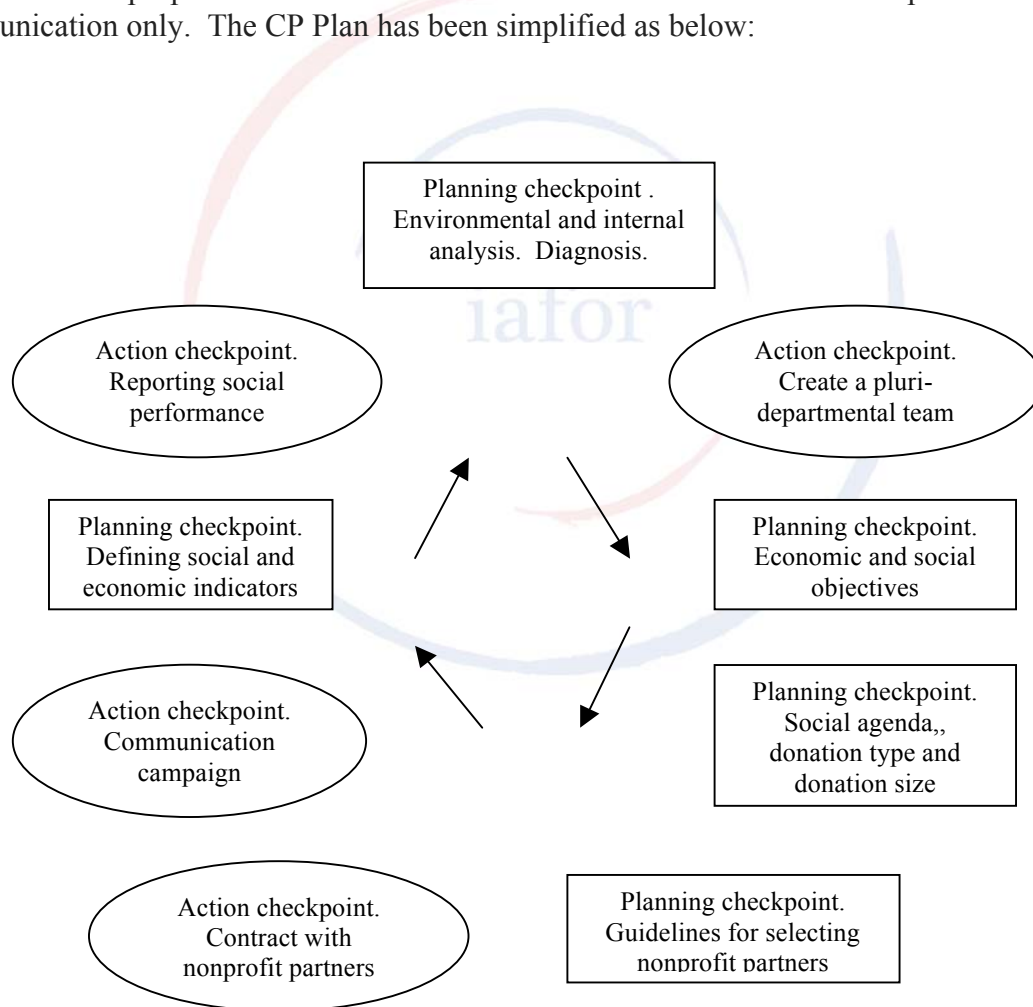 unication only. The CP Plan has been simplified as below:
iafor
Planning checkpoint .
Environmental and internal
analysis. Diagnosis.
Action checkpoint.
Create a pluri-
departmental team
Planning checkpoint.
Economic and social
objectives
Planning checkpoint.
Social agenda,,
donation type and
donation size
Planning checkpoint.
Guidelines for selecting
nonprofit partners
Action checkpoint.
Contract with
nonprofit partners
Action checkpoint.
Communication
campaign
Planning checkpoint.
Defining social and
economic indicators
Action checkpoint.
Reporting social
performance